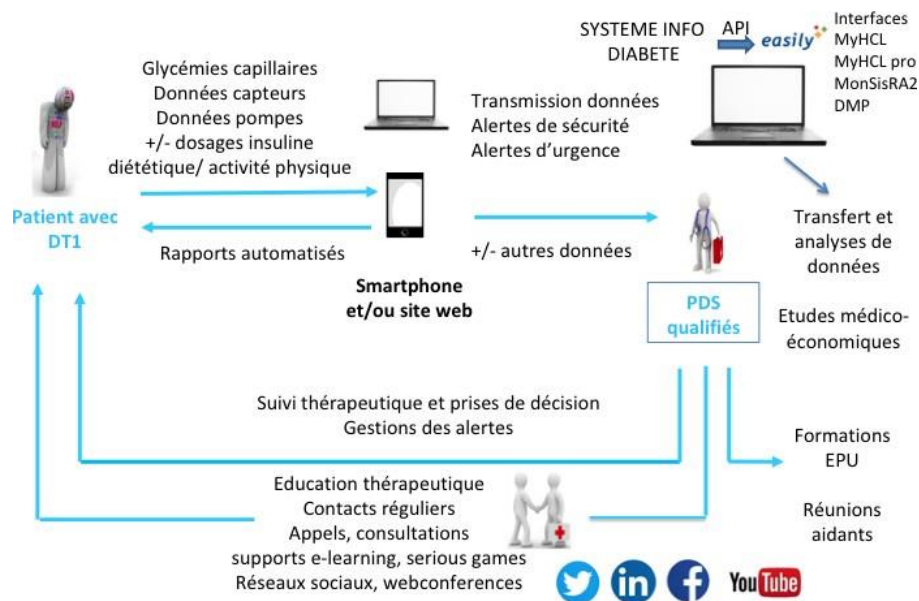 SYSTEME INFO
DIABETE
API
easily
Interfaces
MyHCL
MyHCL pro
MonSisRA2
DMP
Glycémies capillaires
Données capteurs
Données pompes
+/- dosages insuline
diététique/ activité physique
Transmission données
Alertes de sécurité
Alertes d'urgence
Patient avec
DT1
Rapports automatisés
+/- autres données
Smartphone
et/ou site web
PDS
qualifiés
Transfert et
analyses de
données
Etudes médico-
économiques
Suivi thérapeutique et prises de décision
Gestions des alertes
Formations
EPU
Réunions
aidants
Education thérapeutique
Contacts réguliers
Appels, consultations
supports e-learning, serious games
Réseaux sociaux, webconferences
in
f
YouTube